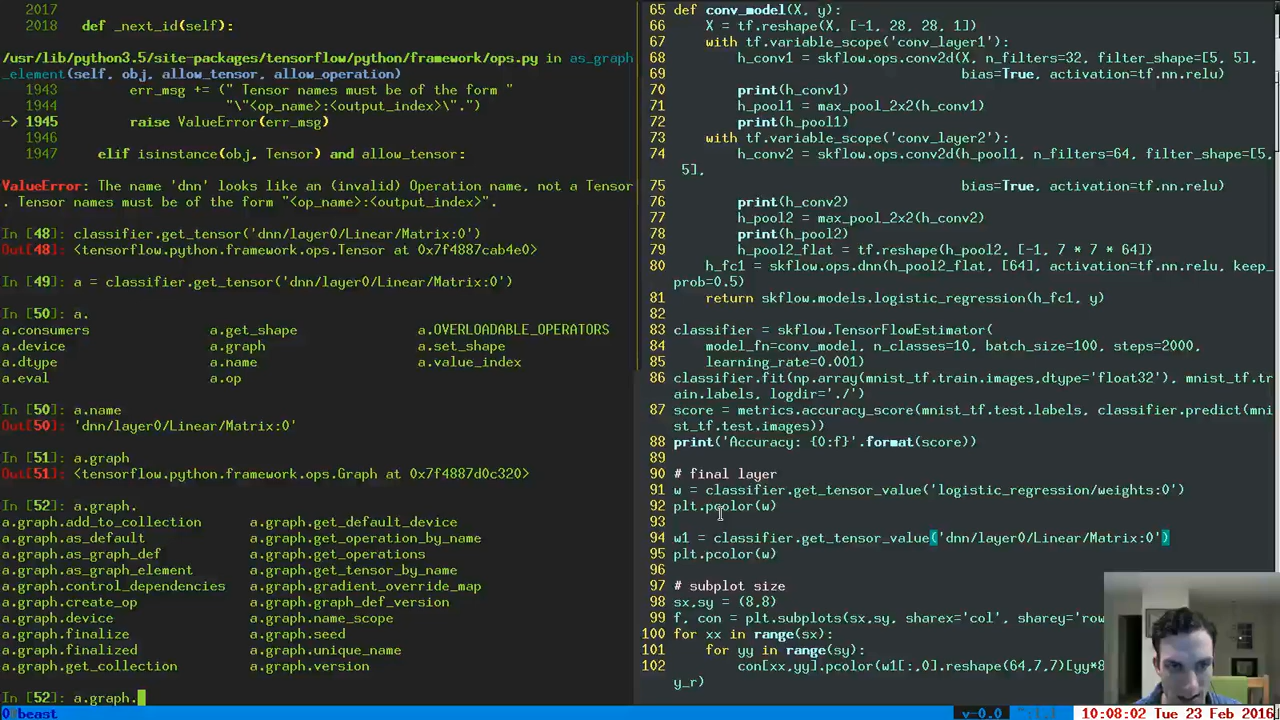 2017
2018         def _next_id(self):
/usr/lib/python3.5/site-packages/tensorflow/python/framework/ops.py in as_graph
_element(self, obj, allow_tensor, allow_operation)
1943             err_msg += (" Tensor names must be of the form "
1944                         "\"<op_name>:<output_index>\".")
-> 1945             raise ValueError(err_msg)
1946
1947         elif isinstance(obj, Tensor) and allow_tensor:
ValueError: The name 'dnn' looks like an (invalid) Operation name, not a Tensor
. Tensor names must be of the form "<op_name>:<output_index>".
In [48]: classifier.get_tensor('dnn/layer0/Linear/Matrix:0')
Out[48]: <tensorflow.python.framework.ops.Tensor at 0x7f4887cab4e0>
In [49]: a = classifier.get_tensor('dnn/layer0/Linear/Matrix:0')
In [50]: a.
a.consumers               a.get_shape               a.OVERLOADABLE_OPERATORS
a.device                  a.graph                   a.set_shape
a.dtype                   a.name                    a.value_index
a.eval                    a.op
In [50]: a.name
Out[50]: 'dnn/layer0/Linear/Matrix:0'
In [51]: a.graph
Out[51]: <tensorflow.python.framework.ops.Graph at 0x7f4887d0c320>
In [52]: a.graph.
a.graph.add_to_collection      a.graph.get_default_device
a.graph.as_default             a.graph.get_operation_by_name
a.graph.as_graph_def           a.graph.get_operations
a.graph.as_graph_element       a.graph.get_tensor_by_name
a.graph.control_dependencies   a.graph.gradient_override_map
a.graph.create_op              a.graph.graph_def_version
a.graph.device                 a.graph.name_scope
a.graph.finalize               a.graph.seed
a.graph.finalized              a.graph.unique_name
a.graph.get_collection         a.graph.version
In [52]: a.graph.
65 def conv_model(X, y):
66     X = tf.reshape(X, [-1, 28, 28, 1])
67     with tf.variable_scope('conv_layer1'):
68         h_conv1 = skflow.ops.conv2d(X, n_filters=32, filter_shape=[5, 5],
69                                     bias=True, activation=tf.nn.relu)
70         print(h_conv1)
71         h_pool1 = max_pool_2x2(h_conv1)
72         print(h_pool1)
73     with tf.variable_scope('conv_layer2'):
74         h_conv2 = skflow.ops.conv2d(h_pool1, n_filters=64, filter_shape=[5,
5],
75                                     bias=True, activation=tf.nn.relu)
76         print(h_conv2)
77         h_pool2 = max_pool_2x2(h_conv2)
78         print(h_pool2)
79         h_pool2_flat = tf.reshape(h_pool2, [-1, 7 * 7 * 64])
80     h_fc1 = skflow.ops.dnn(h_pool2_flat, [64], activation=tf.nn.relu, keep_
prob=0.5)
81     return skflow.models.logistic_regression(h_fc1, y)
82
83 classifier = skflow.TensorFlowEstimator(
84     model_fn=conv_model, n_classes=10, batch_size=100, steps=2000,
85     learning_rate=0.001)
86 classifier.fit(np.array(mnist_tf.train.images,dtype='float32'), mnist_tf.tr
ain.labels, logdir='./')
87 score = metrics.accuracy_score(mnist_tf.test.labels, classifier.predict(mni
st_tf.test.images))
88 print('Accuracy: {0:f}'.format(score))
89
90 # final layer
91 w = classifier.get_tensor_value('logistic_regression/weights:0')
92 plt.pcolor(w)
93
94 w1 = classifier.get_tensor_value('dnn/layer0/Linear/Matrix:0')
95 plt.pcolor(w)
96
97 # subplot size
98 sx,sy = (8,8)
99 f, con = plt.subplots(sx,sy, sharex='col', sharey='row
100 for xx in range(sx):
101     for yy in range(sy):
102         con[xx,yy].pcolor(w1[:,0].reshape(64,7,7)[yy*8
y_r)
0 beast
v-0.0 10:08:02 Tue 23 Feb 2016